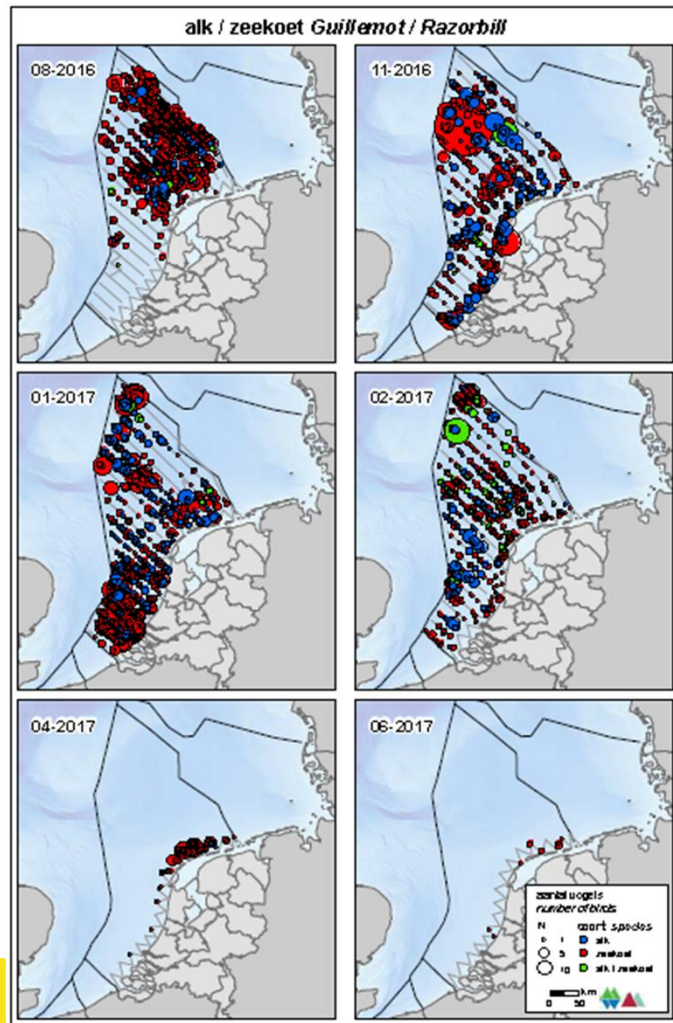 alk / zeekoet Guillemot / Razorbill
08-2016
11-2016
01-2017
02-2017
04-2017
06-2017
aantal vogels
number of birds
N soort species
1 alk
5 zeekoet
10 alk / zeekoet
km
0 50